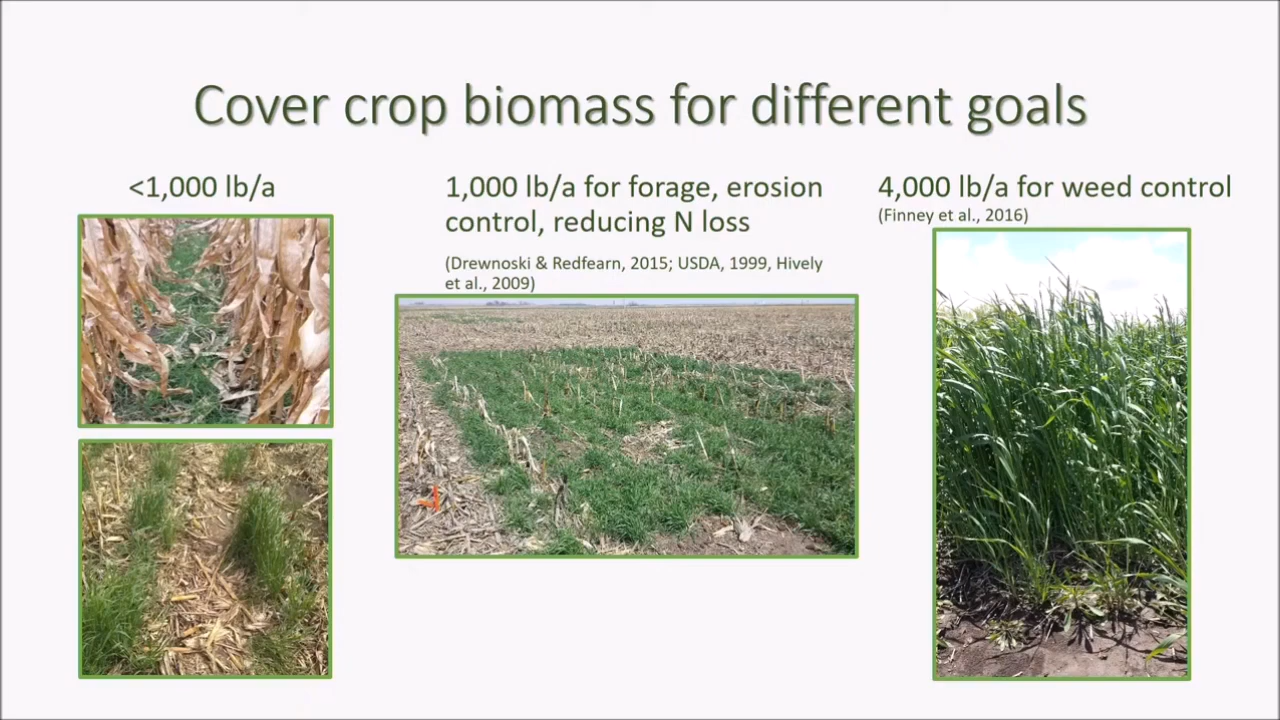 Cover crop biomass for different goals
<1,000 lb/a
1,000 lb/a for forage, erosion
control, reducing N loss
(Drewnoski & Redfearn, 2015; USDA, 1999, Hively
et al., 2009)
4,000 lb/a for weed control
(Finney et al., 2016)